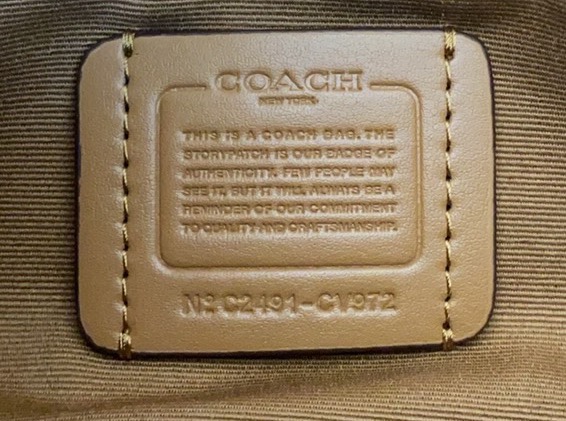 COACH
NEW YORK.
THIS IS A COACH BAG. THE
STORYPATCH IS OUR BADGE OF
AUTHENTICITY. FEW PEOPLE MAY
SEE IT, BUT IT WILL ALWAYS BE A
REMINDER OF OUR COMMITMENT
TO QUALITY AND CRAFTSMANSHIP.
Nº C2491-CV972